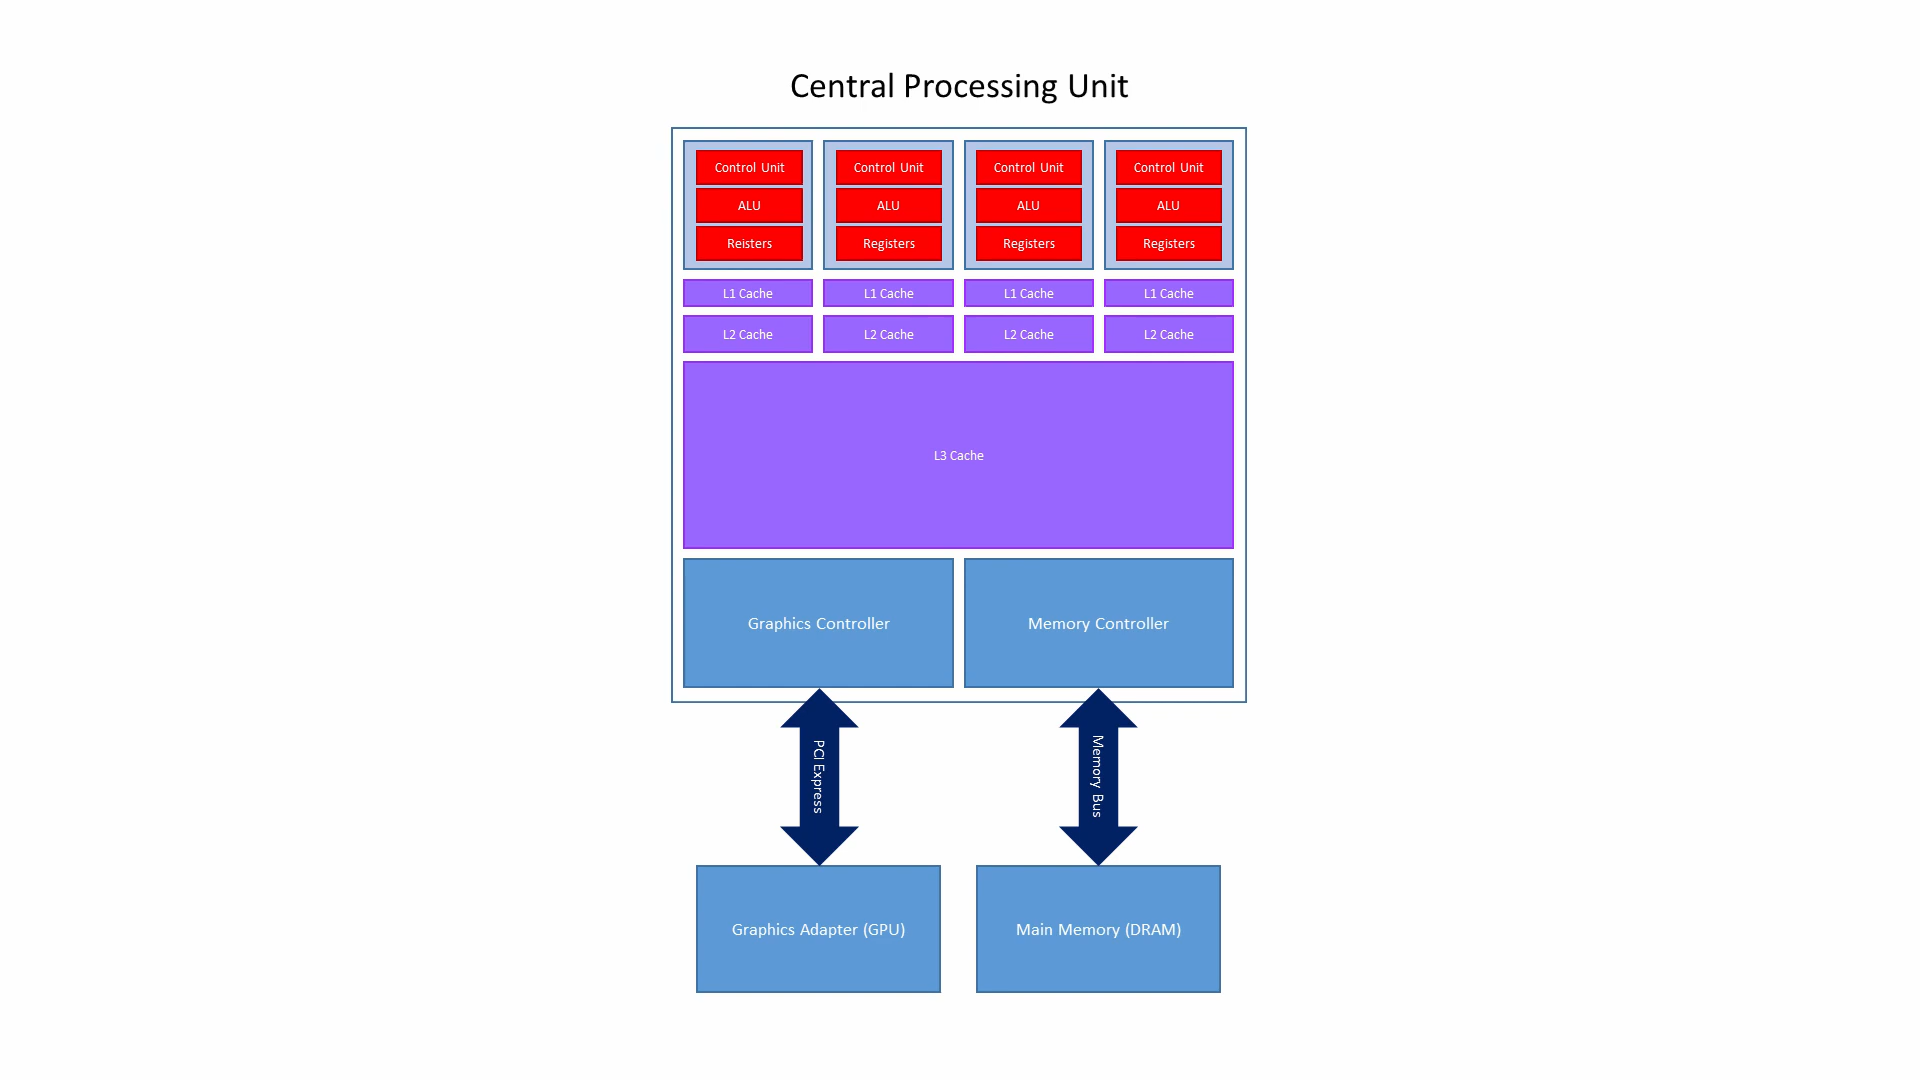 Central Processing Unit
Control Unit
Control Unit
Control Unit
Control Unit
ALU
ALU
ALU
ALU
Reisters
Registers
Registers
Registers
L1 Cache
L1 Cache
L1 Cache
L1 Cache
L2 Cache
L2 Cache
L2 Cache
L2 Cache
L3 Cache
Graphics Controller
Memory Controller
PCI Express
Memory Bus
Graphics Adapter (GPU)
Main Memory (DRAM)